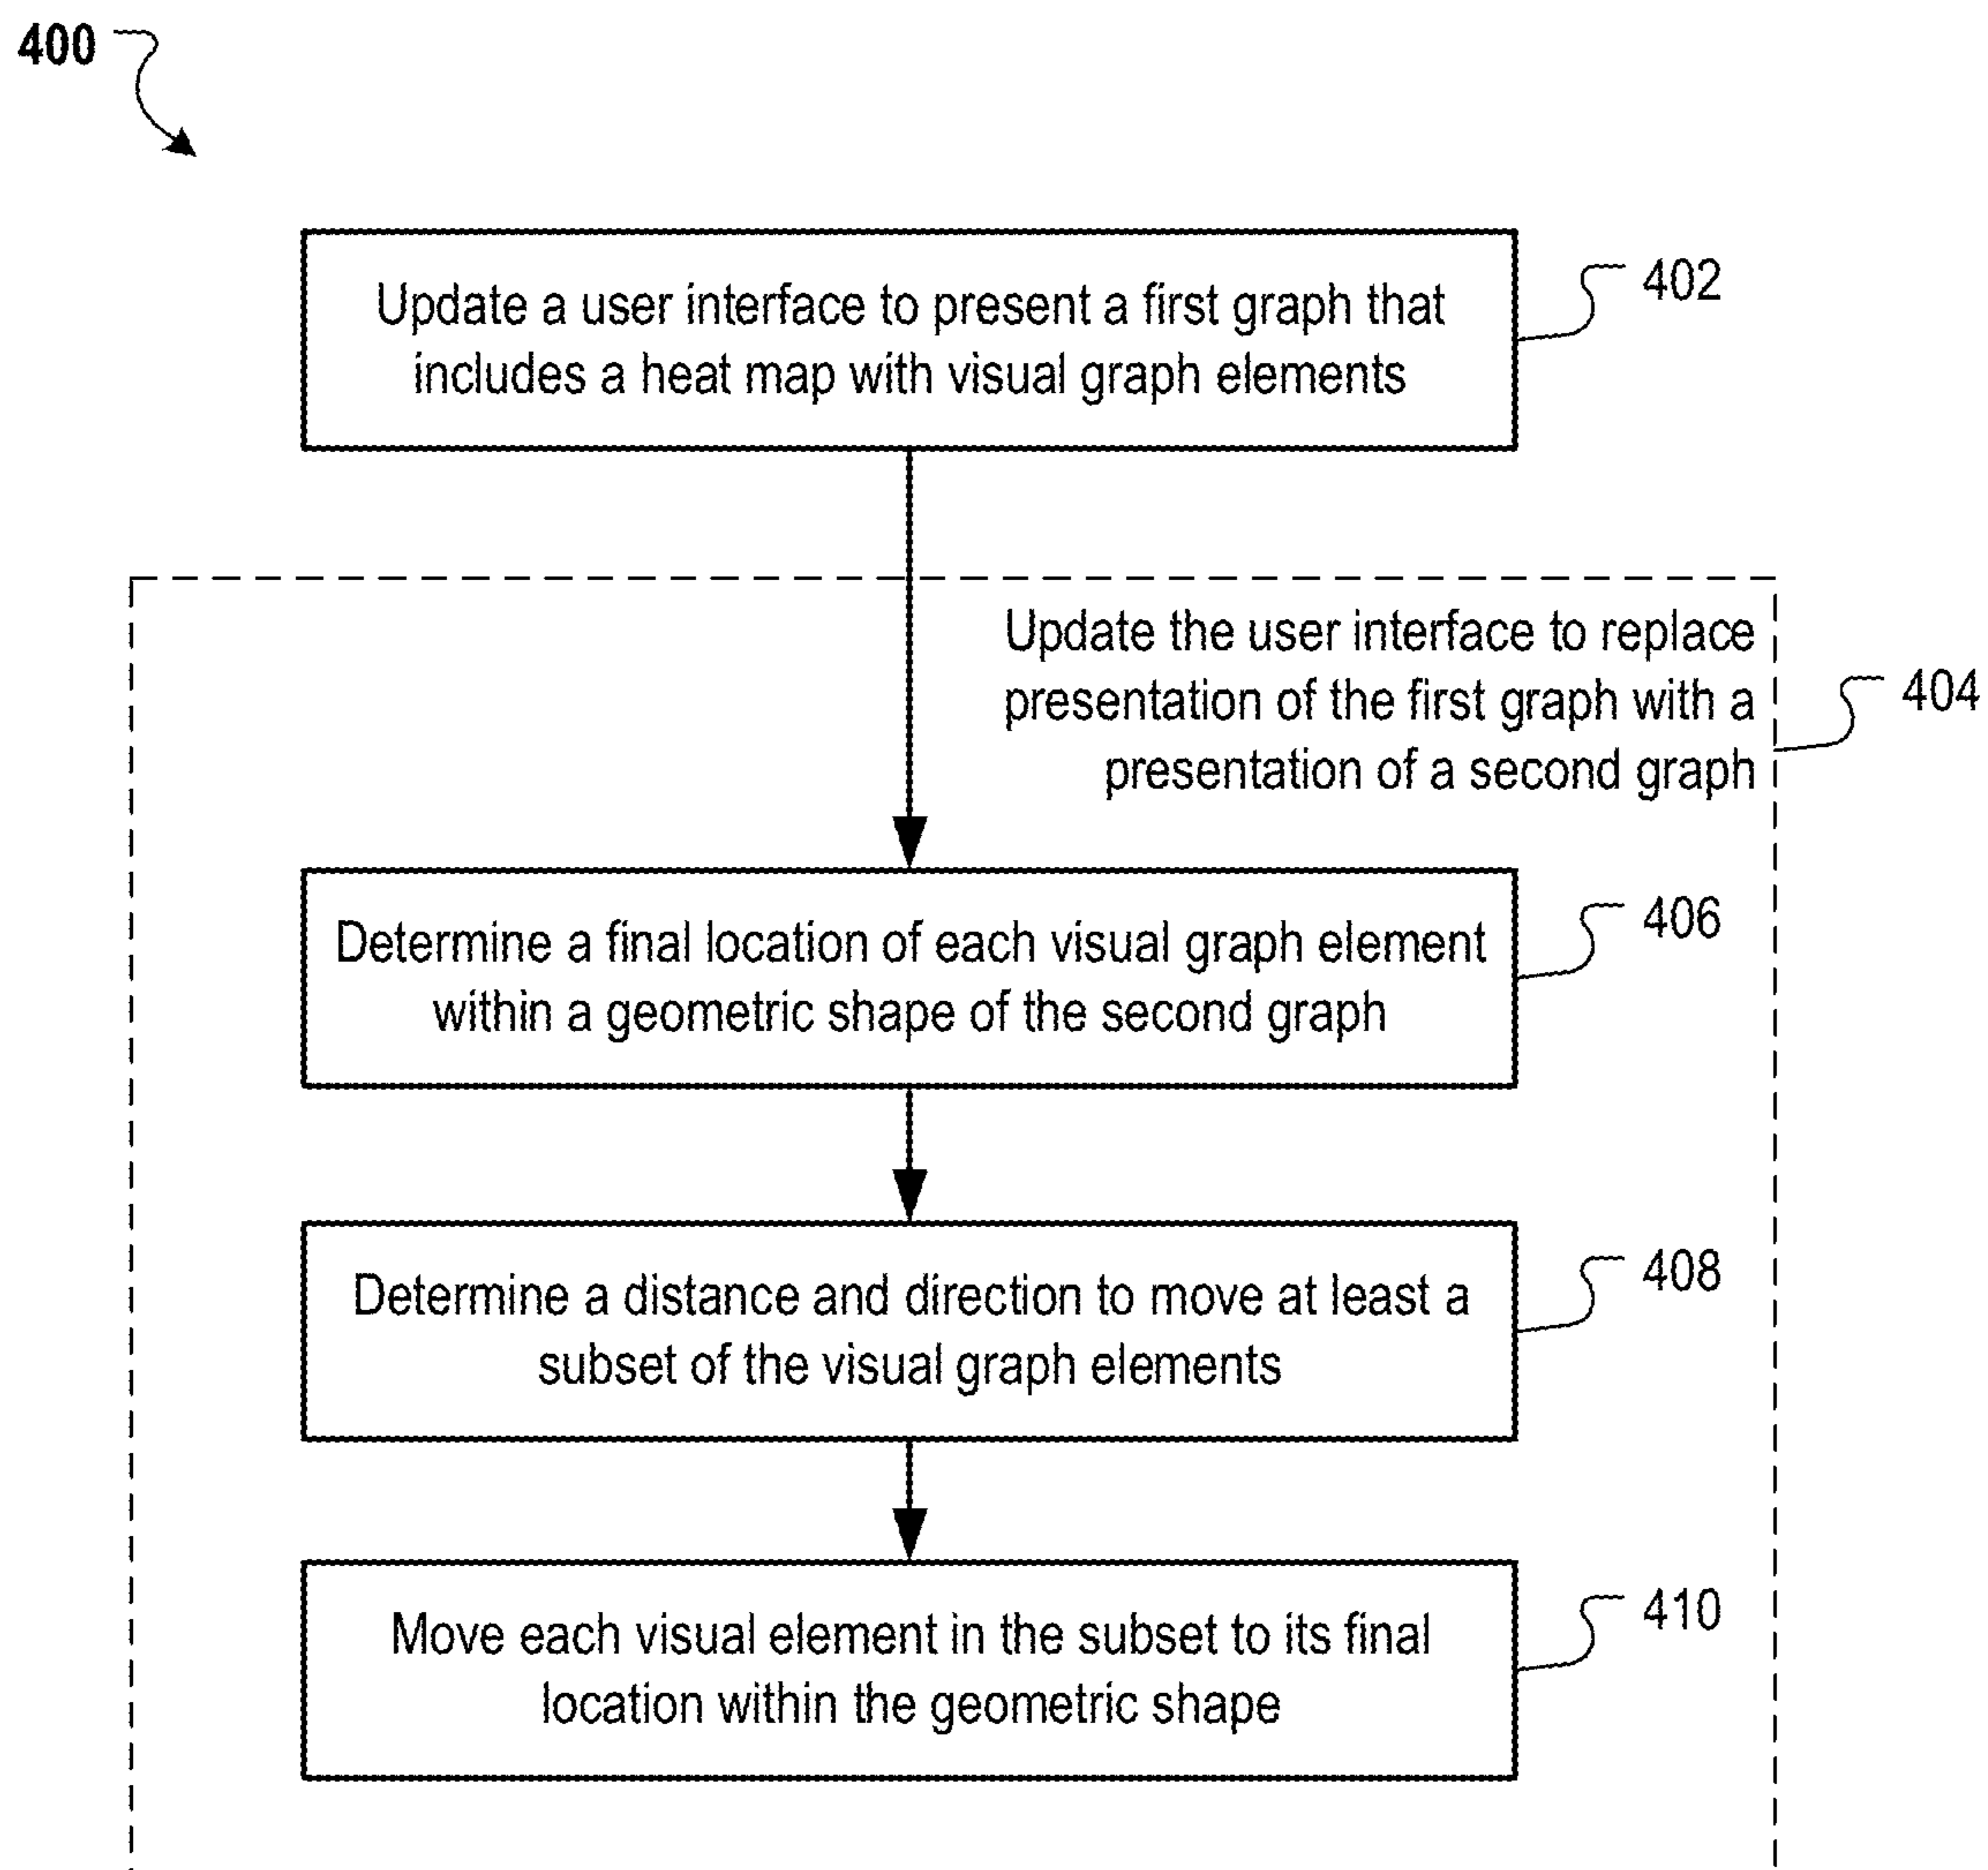 400
Update a user interface to present a first graph that
includes a heat map with visual graph elements
402
Update the user interface to replace
presentation of the first graph with a
presentation of a second graph
404
Determine a final location of each visual graph element
within a geometric shape of the second graph
406
Determine a distance and direction to move at least a
subset of the visual graph elements
408
Move each visual element in the subset to its final
location within the geometric shape
410